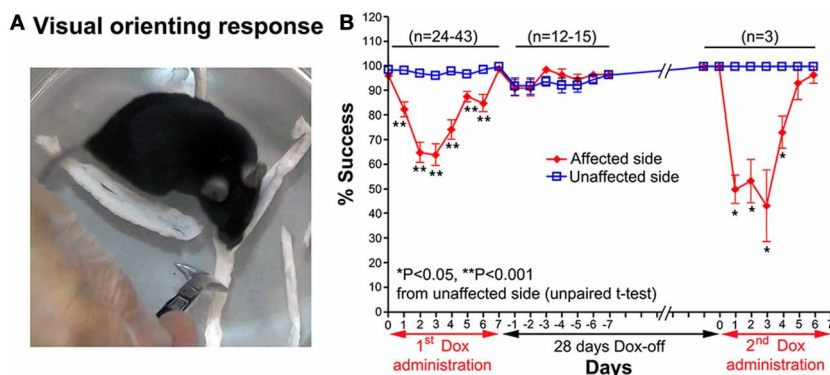 A Visual orienting response
B
(n=24-43) (n=12-15) (n=3)
% Success
120
110
100
90
80
70
60
50
40
30
20
10
0
** ** ** ** ** **
* * * *
Affected side
Unaffected side
*P<0.05, **P<0.001
from unaffected side (unpaired t-test)
0 1 2 3 4 5 6 7 -1 -2 -3 -4 -5 -6 -7 0 1 2 3 4 5 6 7
1st Dox administration
28 days Dox-off
2nd Dox administration
Days